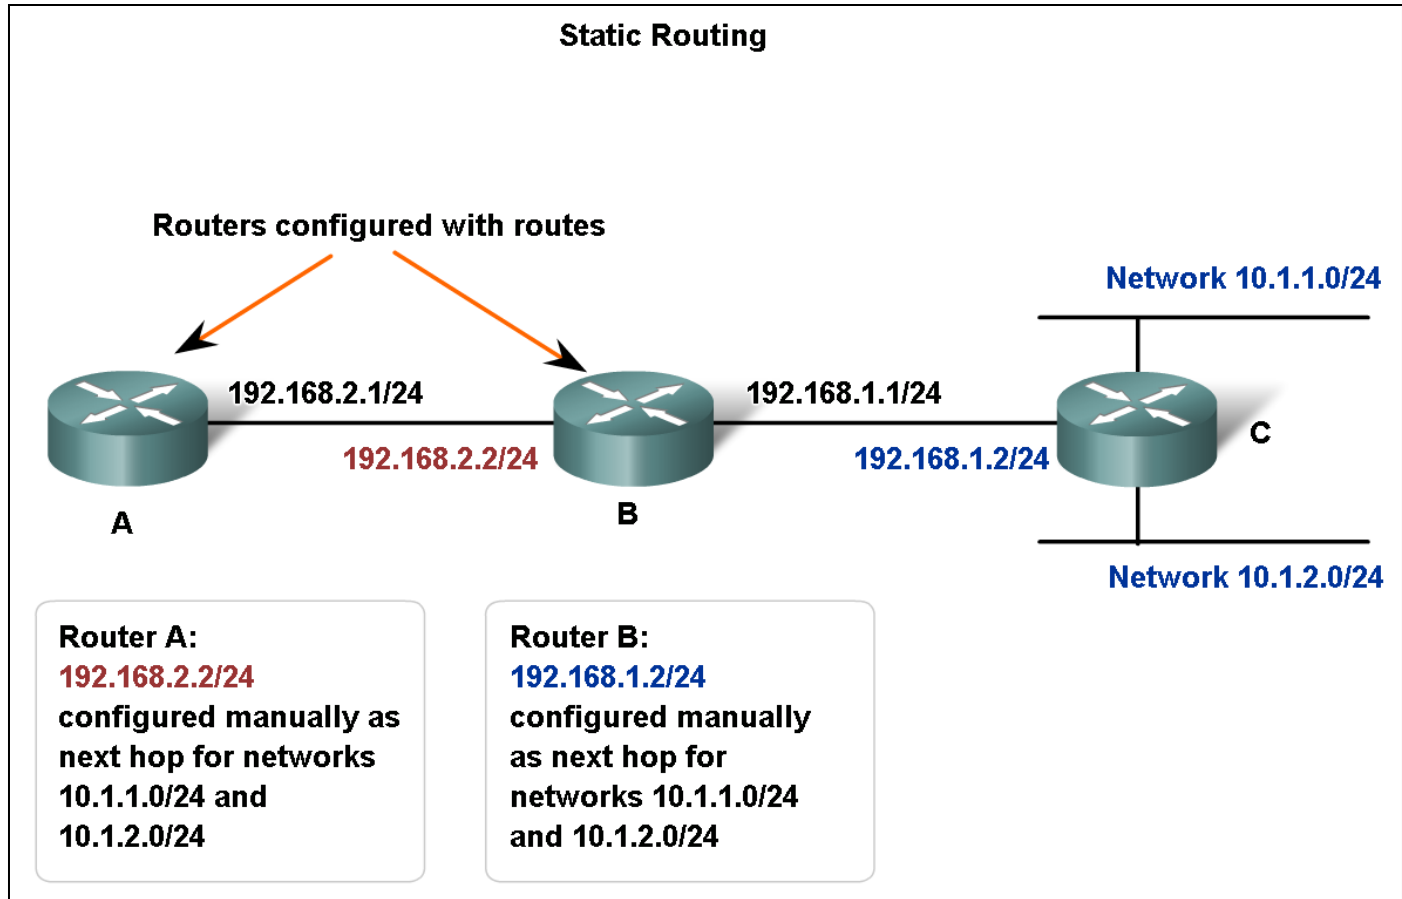 Static Routing
Routers configured with routes
Network 10.1.1.0/24
192.168.2.1/24
192.168.1.1/24
192.168.2.2/24
192.168.1.2/24
C
A
B
Network 10.1.2.0/24
Router A:
192.168.2.2/24
configured manually as
next hop for networks
10.1.1.0/24 and
10.1.2.0/24
Router B:
192.168.1.2/24
configured manually
as next hop for
networks 10.1.1.0/24
and 10.1.2.0/24